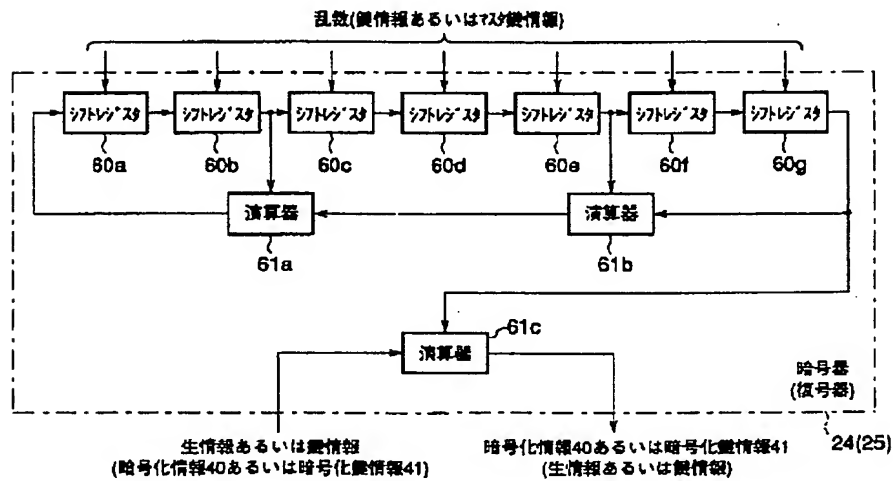 乱数(鍵情報あるいはマスタ鍵情報)
シフトレジスタ シフトレジスタ シフトレジスタ シフトレジスタ シフトレジスタ シフトレジスタ シフトレジスタ
60a 60b 60c 60d 60e 60f 60g
演算器 演算器
61a 61b
61c
演算器
暗号器
(復号器)
24(25)
生情報あるいは鍵情報
(暗号化情報40あるいは暗号化鍵情報41)
暗号化情報40あるいは暗号化鍵情報41
(生情報あるいは鍵情報)